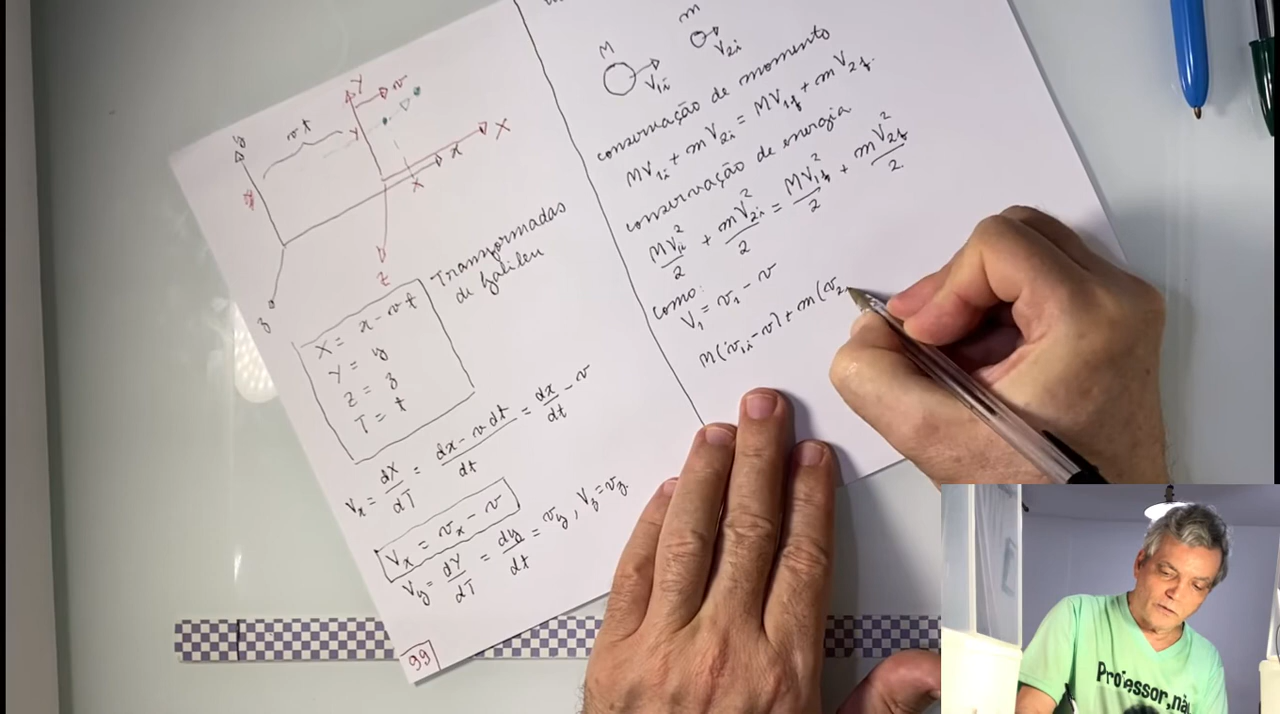 y
vt
Y
v
Y
X
x
x
z
Z
Transformadas
de Galileu
X = x - vt
Y = y
Z = z
T = t
Vx = dX/dT = dx - v dt/dt = dx/dt - v
Vx = vx - v
Vy = dY/dT = dy/dt = vy, Vz = vz.
99
M
V1i
m
V2i
conservação de momento
MV1i + mV2i = MV1f + mV2f.
conservação de energia
MV1i²/2 + mV2i²/2 = MV1f²/2 + mV2f²/2.
como:
V1 = v1 - v
M(v1i - v) + m(v2
Professor, não